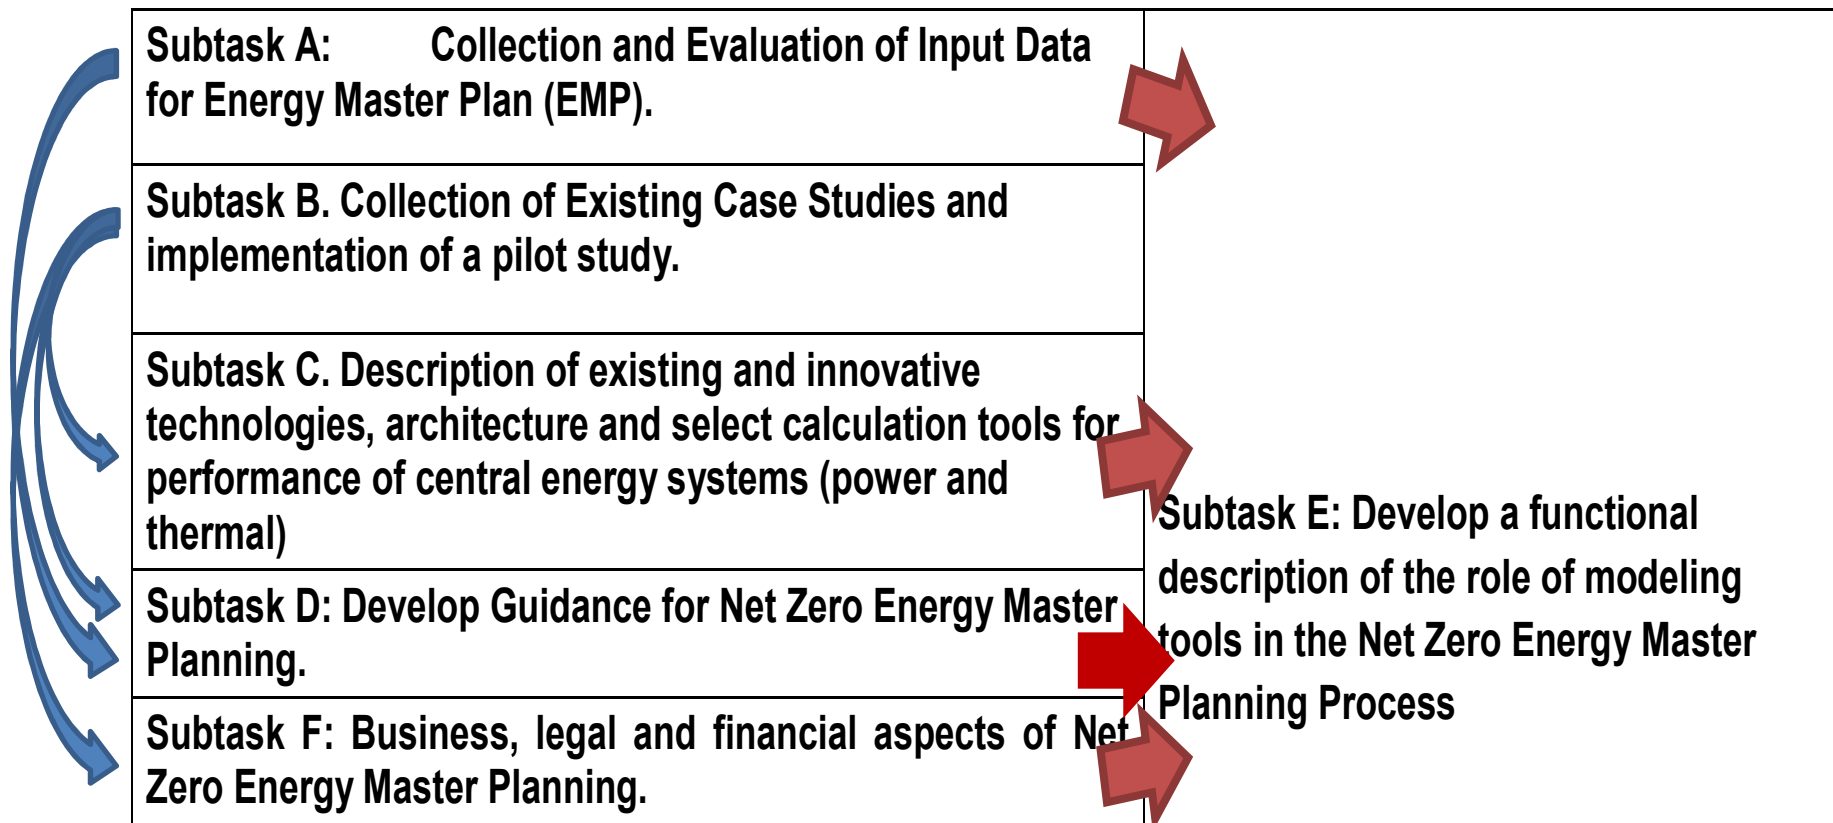 Subtask A: Collection and Evaluation of Input Data
for Energy Master Plan (EMP).
Subtask B. Collection of Existing Case Studies and
implementation of a pilot study.
Subtask C. Description of existing and innovative
technologies, architecture and select calculation tools for
performance of central energy systems (power and
thermal)
Subtask D: Develop Guidance for Net Zero Energy Master
Planning.
Subtask F: Business, legal and financial aspects of Net
Zero Energy Master Planning.
Subtask E: Develop a functional
description of the role of modeling
tools in the Net Zero Energy Master
Planning Process